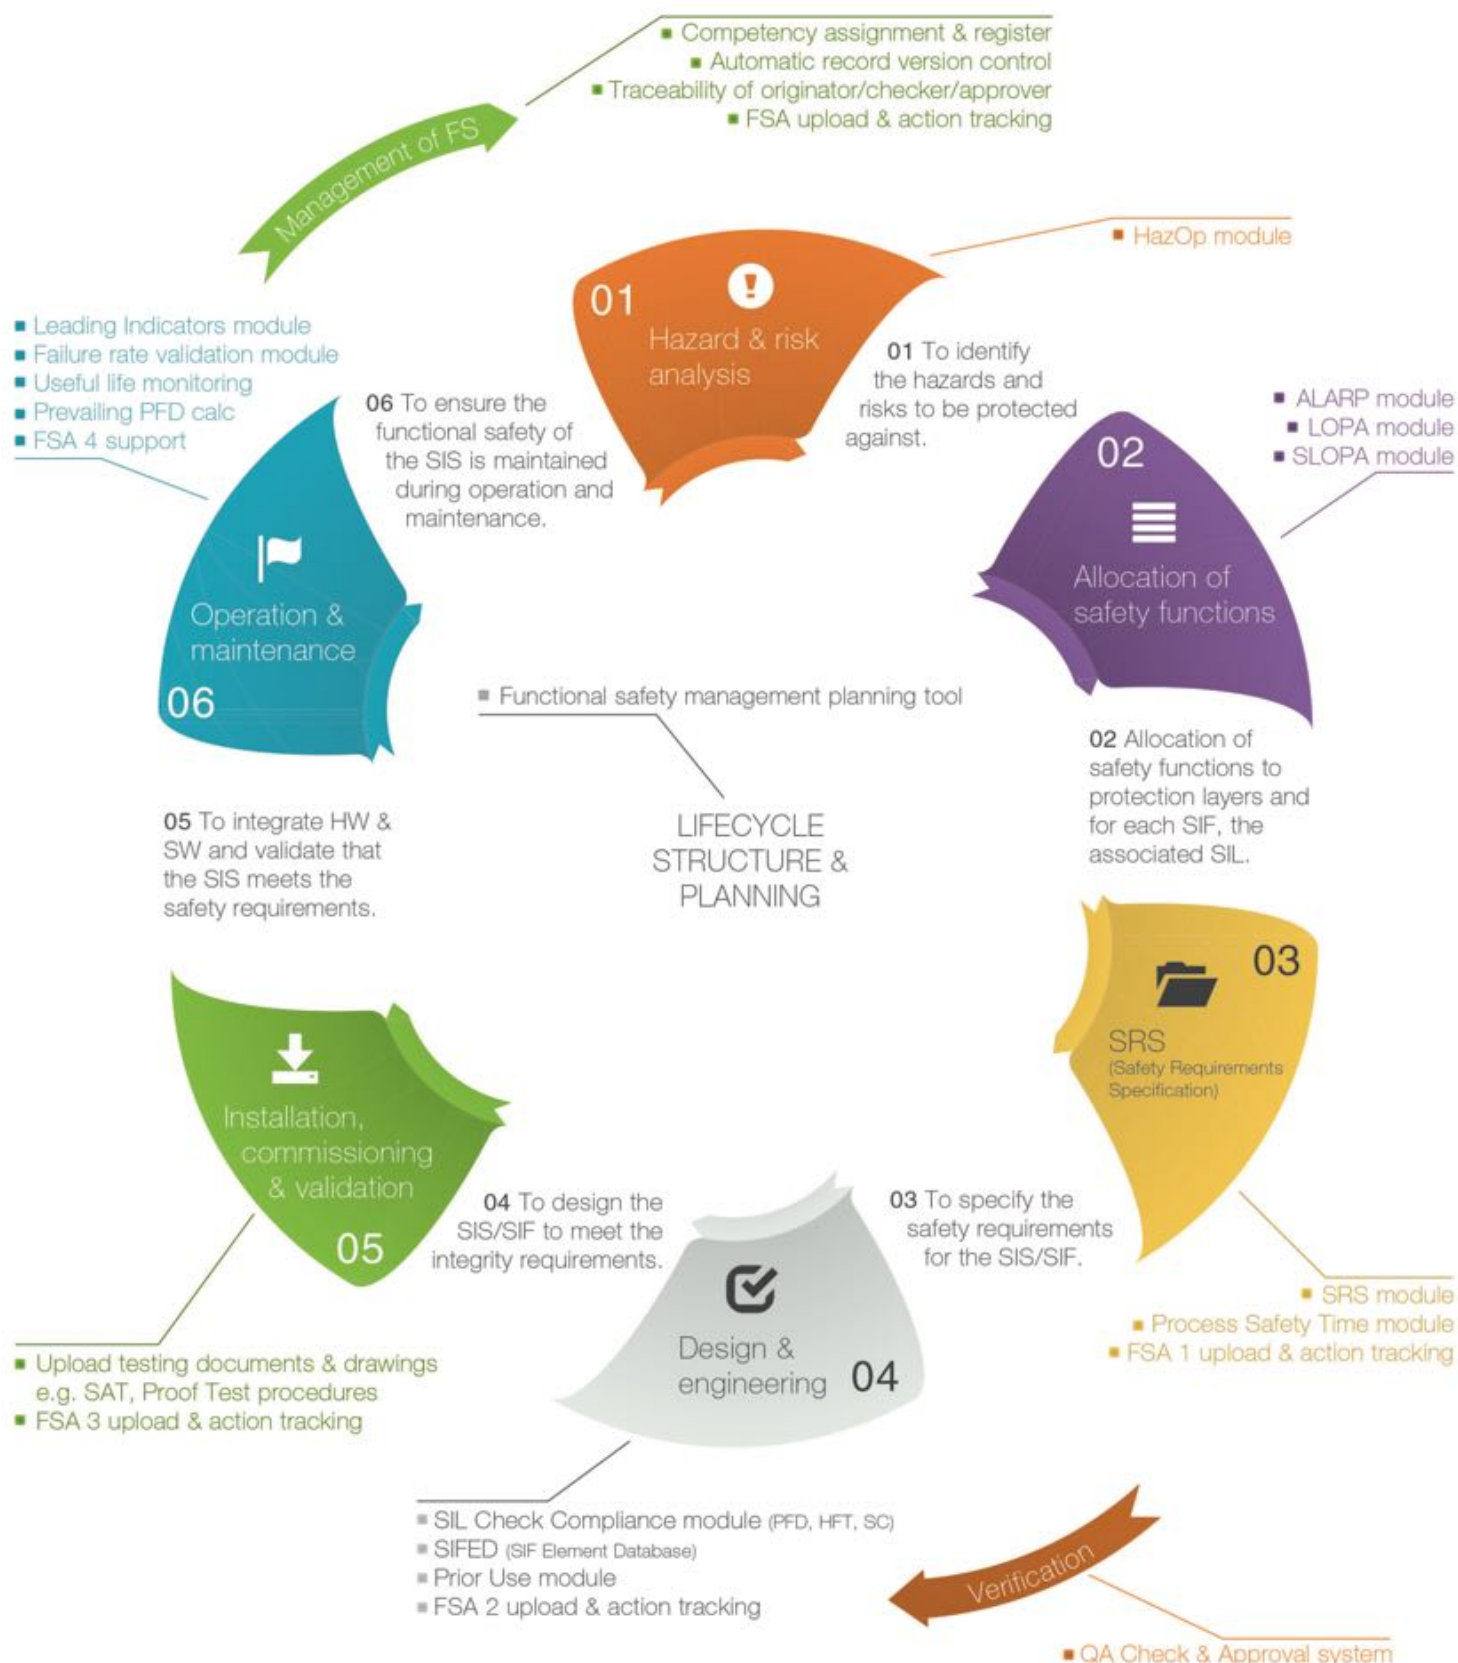 ■ Competency assignment & register
■ Automatic record version control
■ Traceability of originator/checker/approver
■ FSA upload & action tracking
Management of FS
■ HazOp module
01
Hazard & risk
analysis
01 To identify
the hazards and
risks to be protected
against.
■ ALARP module
■ LOPA module
■ SLOPA module
02
Allocation of
safety functions
02 Allocation of
safety functions to
protection layers and
for each SIF, the
associated SIL.
03
SRS
(Safety Requirements
Specification)
03 To specify the
safety requirements
for the SIS/SIF.
■ SRS module
■ Process Safety Time module
■ FSA 1 upload & action tracking
Design &
engineering
04
04 To design the
SIS/SIF to meet the
integrity requirements.
■ SIL Check Compliance module (PFD, HFT, SC)
■ SIFED (SIF Element Database)
■ Prior Use module
■ FSA 2 upload & action tracking
Verification
■ QA Check & Approval system
Installation,
commissioning
& validation
05
05 To integrate HW &
SW and validate that
the SIS meets the
safety requirements.
■ Upload testing documents & drawings
e.g. SAT, Proof Test procedures
■ FSA 3 upload & action tracking
Operation &
maintenance
06
06 To ensure the
functional safety of
the SIS is maintained
during operation and
maintenance.
■ Leading Indicators module
■ Failure rate validation module
■ Useful life monitoring
■ Prevailing PFD calc
■ FSA 4 support
■ Functional safety management planning tool
LIFECYCLE
STRUCTURE &
PLANNING